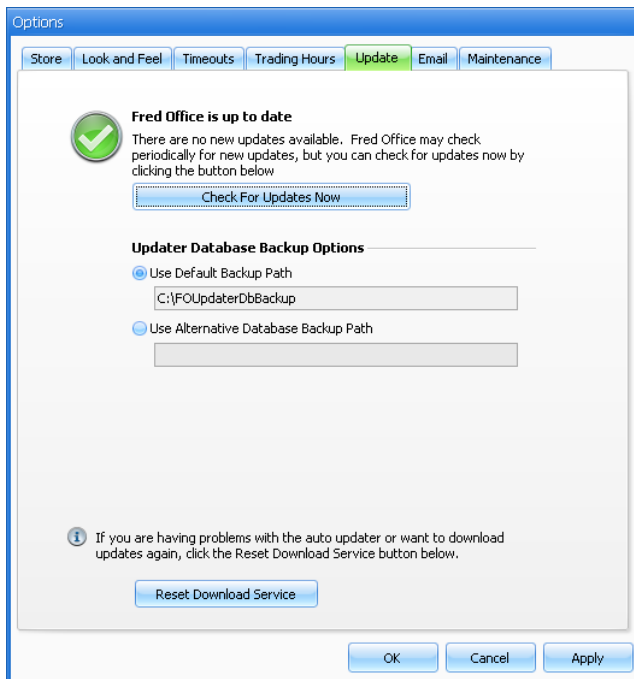 Options
Store Look and Feel Timeouts Trading Hours Update Email Maintenance
Fred Office is up to date
There are no new updates available. Fred Office may check
periodically for new updates, but you can check for updates now by
clicking the button below
Check For Updates Now
Updater Database Backup Options
Use Default Backup Path
C:\FOUpdaterDbBackup
Use Alternative Database Backup Path
If you are having problems with the auto updater or want to download
updates again, click the Reset Download Service button below.
Reset Download Service
OK Cancel Apply